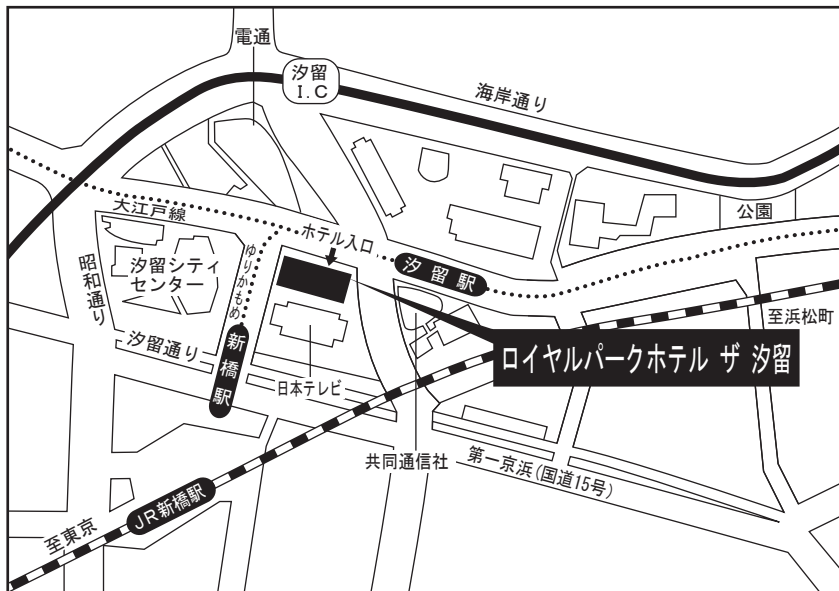 電通
汐留
I.C
海岸通り
大江戸線
公園
ホテル入口
ゆりかもめ
汐留駅
昭和通り
汐留シティ
センター
至浜松町
汐留通り
新橋駅
ロイヤルパークホテル ザ 汐留
日本テレビ
共同通信社
第一京浜(国道15号)
JR新橋駅
至東京